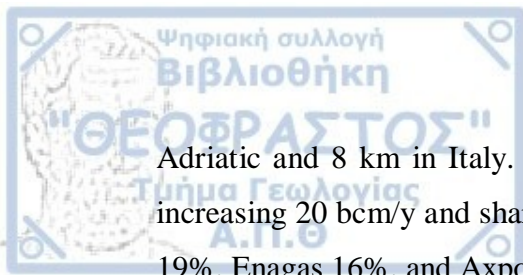 Ψηφιακή συλλογή
Βιβλιοθήκη
"ΘΕΟΦΡΑΣΤΟΣ"
Τμήμα Γεωλογίας
Α.Π.Θ
Adriatic and 8 km in Italy.
increasing 20 bcm/y and shar
19%, Enagas 16%, and Axpo